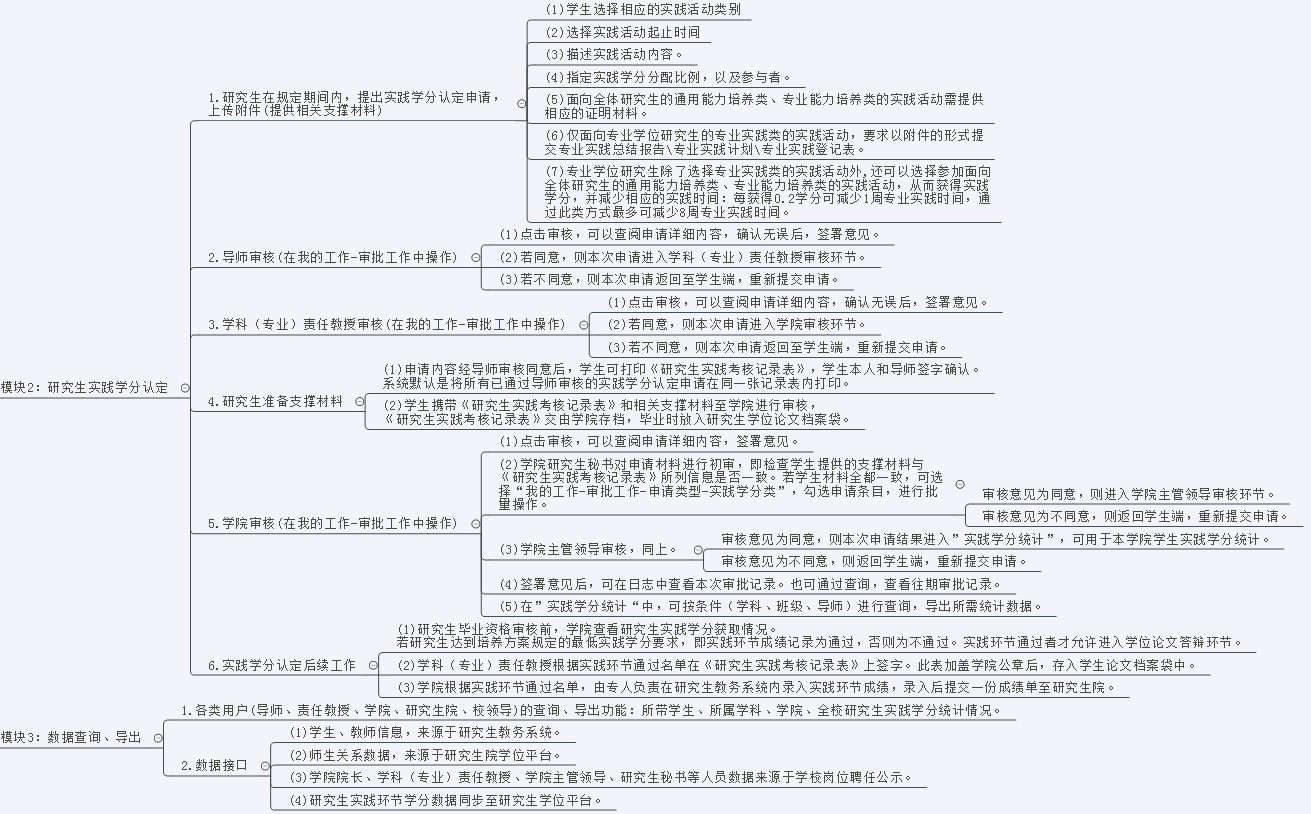 模块2：研究生实践学分认定
1.研究生在规定期间内，提出实践学分认定申请，
上传附件(提供相关支撑材料)
(1)学生选择相应的实践活动类别
(2)选择实践活动起止时间
(3)描述实践活动内容。
(4)指定实践学分分配比例，以及参与者。
(5)面向全体研究生的通用能力培养类、专业能力培养类的实践活动需提供
相应的证明材料。
(6)仅面向专业学位研究生的专业实践类的实践活动，要求以附件的形式提
交专业实践总结报告\专业实践计划\专业实践登记表。
(7)专业学位研究生除了选择专业实践类的实践活动外,还可以选择参加面向
全体研究生的通用能力培养类、专业能力培养类的实践活动，从而获得实践
学分，并减少相应的实践时间：每获得0.2学分可减少1周专业实践时间，通
过此类方式最多可减少8周专业实践时间。
2.导师审核(在我的工作-审批工作中操作)
(1)点击审核，可以查阅申请详细内容，确认无误后，签署意见。
(2)若同意，则本次申请进入学科（专业）责任教授审核环节。
(3)若不同意，则本次申请返回至学生端，重新提交申请。
3.学科（专业）责任教授审核(在我的工作-审批工作中操作)
(1)点击审核，可以查阅申请详细内容，确认无误后，签署意见。
(2)若同意，则本次申请进入学院审核环节。
(3)若不同意，则本次申请返回至学生端，重新提交申请。
4.研究生准备支撑材料
(1)申请内容经导师审核同意后，学生可打印《研究生实践考核记录表》，学生本人和导师签字确认。
系统默认是将所有已通过导师审核的实践学分认定申请在同一张记录表内打印。
(2)学生携带《研究生实践考核记录表》和相关支撑材料至学院进行审核，
《研究生实践考核记录表》交由学院存档，毕业时放入研究生学位论文档案袋。
5.学院审核(在我的工作-审批工作中操作)
(1)点击审核，可以查阅申请详细内容，签署意见。
(2)学院研究生秘书对申请材料进行初审，即检查学生提供的支撑材料与
《研究生实践考核记录表》所列信息是否一致。若学生材料全都一致，可选
择“我的工作-审批工作-申请类型-实践学分类”，勾选申请条目，进行批
量操作。
审核意见为同意，则进入学院主管领导审核环节。
审核意见为不同意，则返回学生端，重新提交申请。
(3)学院主管领导审核，同上。
审核意见为同意，则本次申请结果进入”实践学分统计”，可用于本学院学生实践学分统计。
审核意见为不同意，则返回学生端，重新提交申请。
(4)签署意见后，可在日志中查看本次审批记录。也可通过查询，查看往期审批记录。
(5)在”实践学分统计“中，可按条件（学科、班级、导师）进行查询，导出所需统计数据。
6.实践学分认定后续工作
(1)研究生毕业资格审核前，学院查看研究生实践学分获取情况。
若研究生达到培养方案规定的最低实践学分要求，即实践环节成绩记录为通过，否则为不通过。实践环节通过者才允许进入学位论文答辩环节。
(2)学科（专业）责任教授根据实践环节通过名单在《研究生实践考核记录表》上签字。此表加盖学院公章后，存入学生论文档案袋中。
(3)学院根据实践环节通过名单，由专人负责在研究生教务系统内录入实践环节成绩，录入后提交一份成绩单至研究生院。
模块3：数据查询、导出
1.各类用户(导师、责任教授、学院、研究生院、校领导)的查询、导出功能：所带学生、所属学科、学院、全校研究生实践学分统计情况。
2.数据接口
(1)学生、教师信息，来源于研究生教务系统。
(2)师生关系数据，来源于研究生院学位平台。
(3)学院院长、学科（专业）责任教授、学院主管领导、研究生秘书等人员数据来源于学校岗位聘任公示。
(4)研究生实践环节学分数据同步至研究生学位平台。